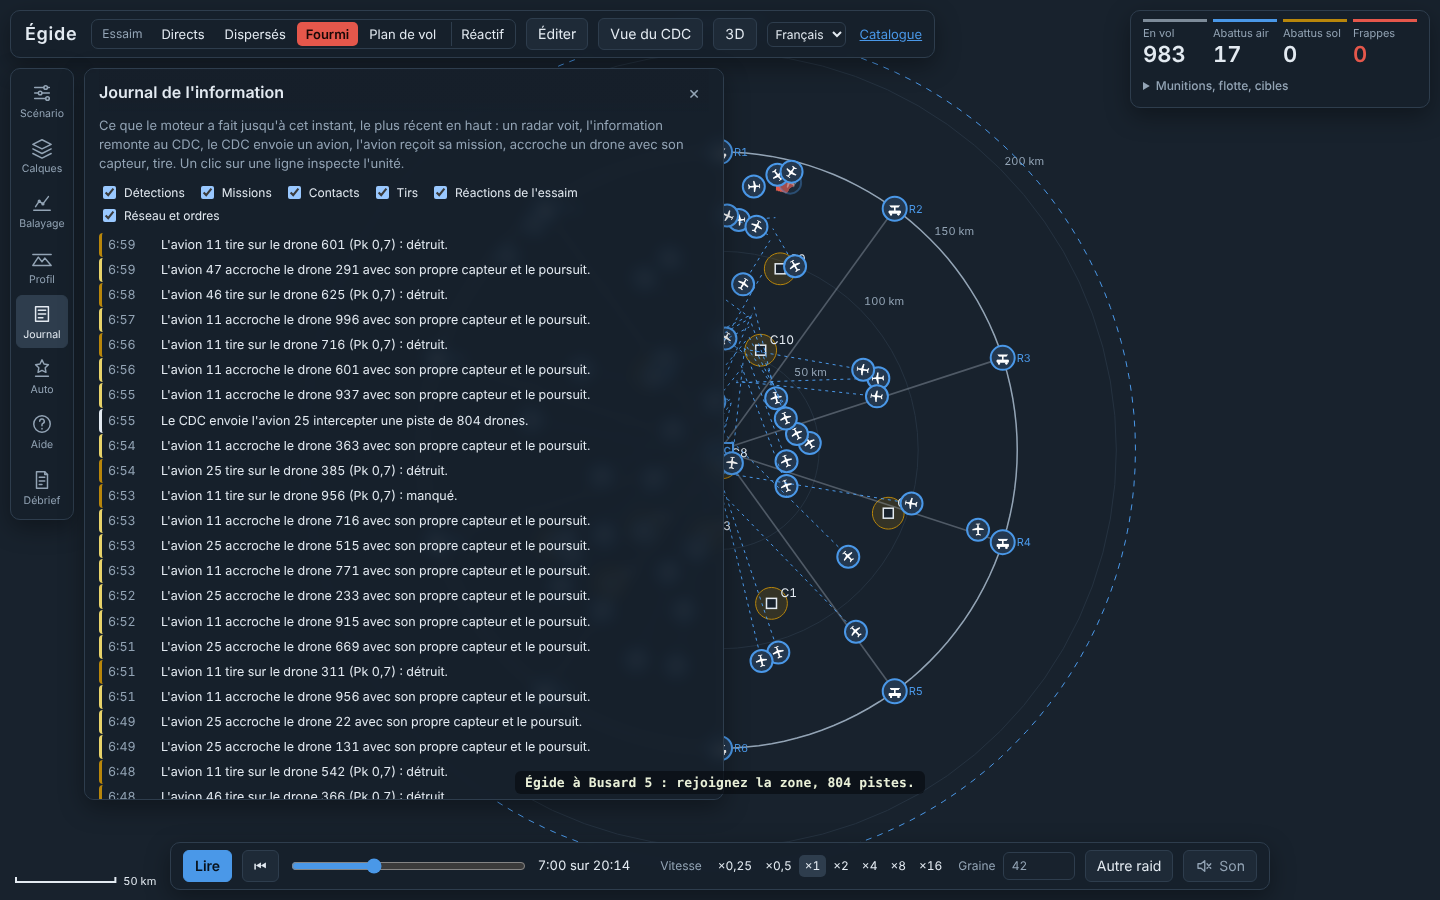 Égide
Essaim Directs Dispersés Fourmi Plan de vol Réactif
Éditer
Vue du CDC
3D
Français
Catalogue
En vol Abattus air Abattus sol Frappes
983 17 0 0
Munitions, flotte, cibles
Scénario
Calques
Balayage
Profil
Journal
Auto
Aide
Débrief
Journal de l'information
×
Ce que le moteur a fait jusqu'à cet instant, le plus récent en haut : un radar voit, l'information
remonte au CDC, le CDC envoie un avion, l'avion reçoit sa mission, accroche un drone avec son
capteur, tire. Un clic sur une ligne inspecte l'unité.
Détections Missions Contacts Tirs Réactions de l'essaim
Réseau et ordres
6:59 L'avion 11 tire sur le drone 601 (Pk 0,7) : détruit.
6:59 L'avion 47 accroche le drone 291 avec son propre capteur et le poursuit.
6:58 L'avion 46 tire sur le drone 625 (Pk 0,7) : détruit.
6:57 L'avion 11 accroche le drone 996 avec son propre capteur et le poursuit.
6:56 L'avion 11 tire sur le drone 716 (Pk 0,7) : détruit.
6:56 L'avion 11 accroche le drone 601 avec son propre capteur et le poursuit.
6:55 L'avion 11 accroche le drone 937 avec son propre capteur et le poursuit.
6:55 Le CDC envoie l'avion 25 intercepter une piste de 804 drones.
6:54 L'avion 11 accroche le drone 363 avec son propre capteur et le poursuit.
6:54 L'avion 25 tire sur le drone 385 (Pk 0,7) : détruit.
6:53 L'avion 11 tire sur le drone 956 (Pk 0,7) : manqué.
6:53 L'avion 11 accroche le drone 716 avec son propre capteur et le poursuit.
6:53 L'avion 25 accroche le drone 515 avec son propre capteur et le poursuit.
6:53 L'avion 11 accroche le drone 771 avec son propre capteur et le poursuit.
6:52 L'avion 25 accroche le drone 233 avec son propre capteur et le poursuit.
6:52 L'avion 11 accroche le drone 915 avec son propre capteur et le poursuit.
6:51 L'avion 25 accroche le drone 669 avec son propre capteur et le poursuit.
6:51 L'avion 11 tire sur le drone 311 (Pk 0,7) : détruit.
6:51 L'avion 11 accroche le drone 956 avec son propre capteur et le poursuit.
6:49 L'avion 25 accroche le drone 22 avec son propre capteur et le poursuit.
6:49 L'avion 25 accroche le drone 131 avec son propre capteur et le poursuit.
6:48 L'avion 11 tire sur le drone 542 (Pk 0,7) : détruit.
6:48 L'avion 46 tire sur le drone 366 (Pk 0,7) : détruit.
R1
R2
R3
R4
R5
R6
200 km
150 km
100 km
50 km
C10
C1
Égide à Busard 5 : rejoignez la zone, 804 pistes.
50 km
Lire
7:00 sur 20:14
Vitesse ×0,25 ×0,5 ×1 ×2 ×4 ×8 ×16
Graine 42
Autre raid
Son